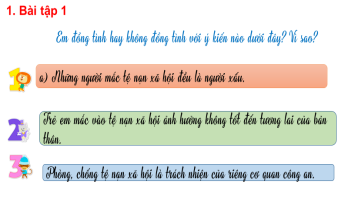 1. Bài tập 1
Em đồng tình hay không đồng tình với ý kiến nào dưới đây? Vì sao?
1
a) Những người mắc tệ nạn xã hội đều là người xấu.
2
Trẻ em mắc vào tệ nạn xã hội ảnh hưởng không tốt đến tương lai của bản
thân.
3
Phòng, chống tệ nạn xã hội là trách nhiệm của riêng cơ quan công an.